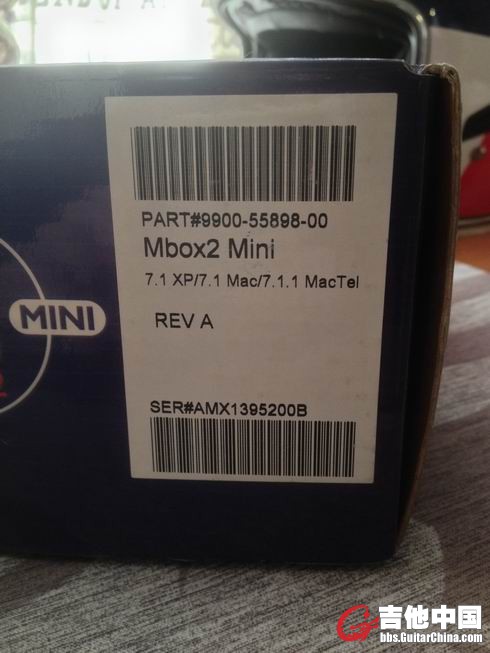 PART#9900-55898-00
Mbox2 Mini
7.1 XP/7.1 Mac/7.1.1 MacTel
MINI
REV A
SER#AMX1395200B
吉他中国
bbs.GuitarChina.com